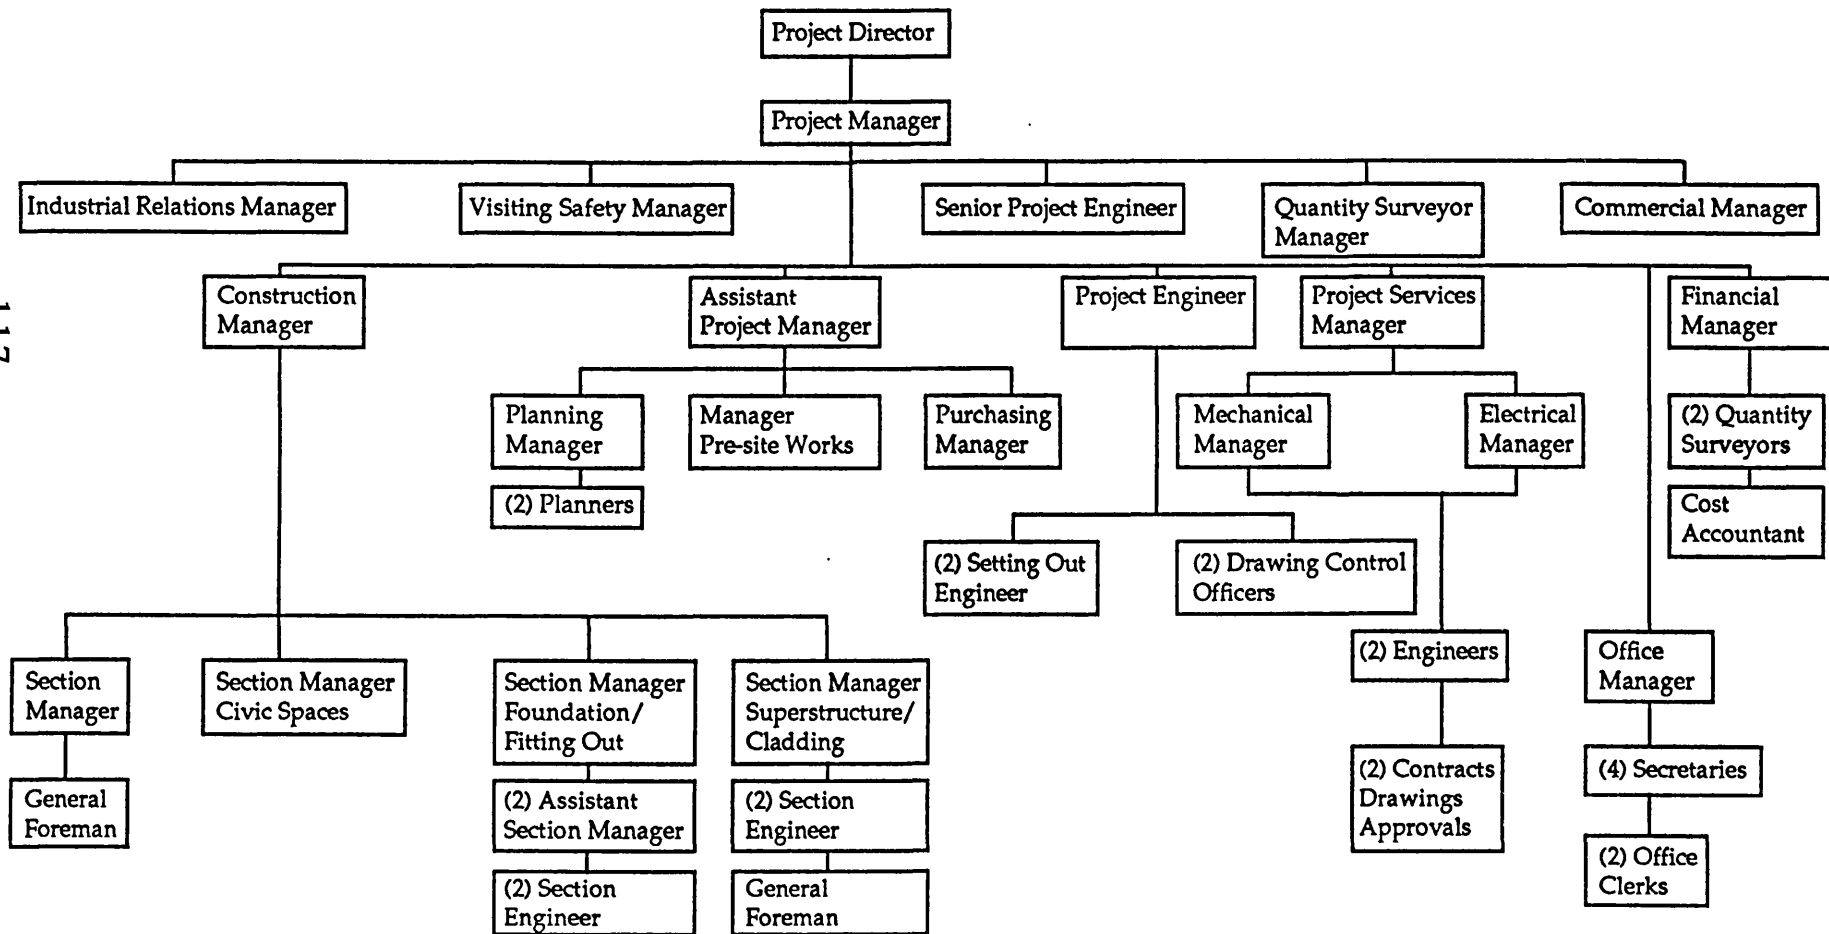 Project Director
Project Manager
Industrial Relations Manager
Visiting Safety Manager
Senior Project Engineer
Quantity Surveyor
Manager
Commercial Manager
Construction
Manager
Assistant
Project Manager
Project Engineer
Project Services
Manager
Financial
Manager
117
Planning
Manager
Manager
Pre-site Works
Purchasing
Manager
Mechanical
Manager
Electrical
Manager
(2) Quantity
Surveyors
(2) Planners
Cost
Accountant
(2) Setting Out
Engineer
(2) Drawing Control
Officers
(2) Engineers
Office
Manager
Section
Manager
Section Manager
Civic Spaces
Section Manager
Foundation/
Fitting Out
Section Manager
Superstructure/
Cladding
(2) Contracts
Drawings
Approvals
(4) Secretaries
General
Foreman
(2) Assistant
Section Manager
(2) Section
Engineer
(2) Office
Clerks
(2) Section
Engineer
General
Foreman